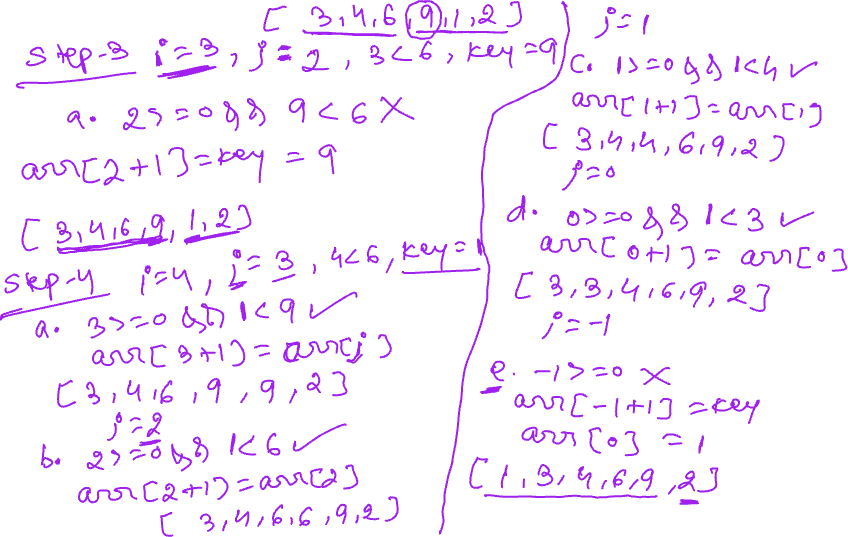 [ 3,4,6,9,1,2]
Step-3 i=3, j=2, 3<6, key=9
a. 2>=0 && 9<6 X
arr[2+1]=key = 9
[ 3,4,6,9,1,2]
step-4 i=4, j=3, 4<6, key=1
a. 3>=0 && 1<9 ✓
arr[3+1]=arr[j]
[3,4,6,9,9,2]
j=2
b. 2>=0 && 1<6 ✓
arr[2+1]=arr[2]
[ 3,4,6,6,9,2]
j=1
c. 1>=0 && 1<4 ✓
arr[1+1]=arr[1]
[ 3,4,4,6,9,2]
j=0
d. 0>=0 && 1<3 ✓
arr[0+1]= arr[0]
[ 3,3,4,6,9,2]
j=-1
e. -1>=0 X
arr[-1+1] =key
arr[0] =1
[1,3,4,6,9,2]